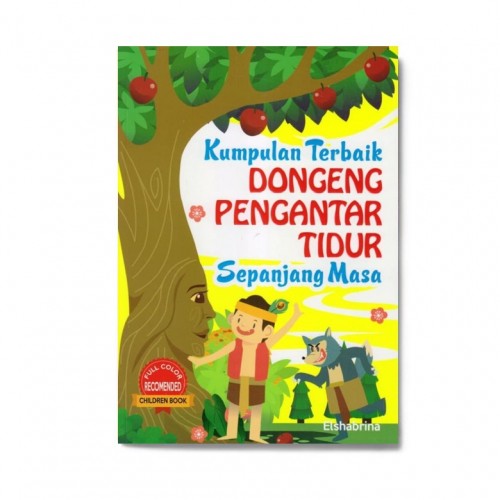 Kumpulan Terbaik
DONGENG
PENGANTAR
TIDUR
Sepanjang Masa
FULL COLOR
RECOMENDED
CHILDREN BOOK
Elshabrina